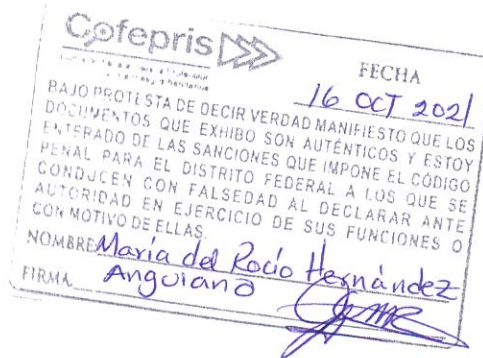 Cofepris
FECHA
16 OCT 2021
BAJO PROTESTA DE DECIR VERDAD MANIFIESTO QUE LOS
DOCUMENTOS QUE EXHIBO SON AUTÉNTICOS Y ESTOY
ENTERADO DE LAS SANCIONES QUE IMPONE EL CÓDIGO
PENAL PARA EL DISTRITO FEDERAL A LOS QUE SE
CONDUCEN CON FALSEDAD AL DECLARAR ANTE
AUTORIDAD EN EJERCICIO DE SUS FUNCIONES O
CON MOTIVO DE ELLAS.
NOMBRE María del Rocío Hernández
FIRMA Anguiano